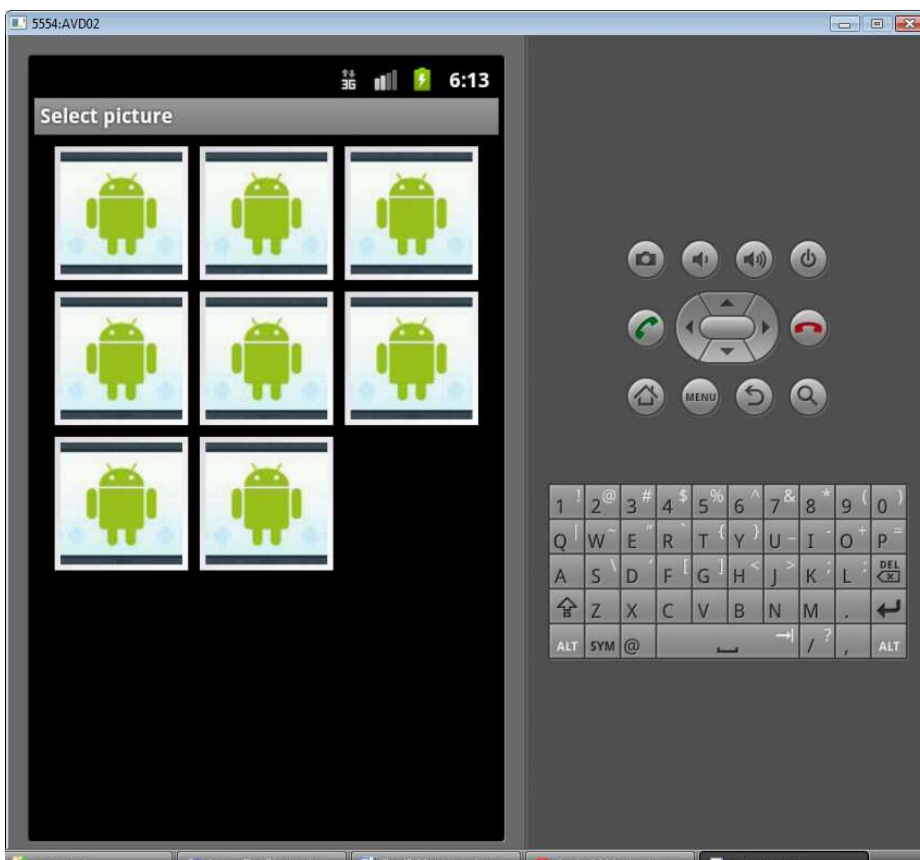 5554:AVD02
3G 6:13
Select picture
MENU
1 ! 2 @ 3 # 4 $ 5 % 6 ^ 7 & 8 * 9 ( 0 )
Q | W ~ E " R ` T { Y } U _ I - O + P =
A S \ D ' F [ G ] H < J > K ; L : DEL
Z X C V B N M .
ALT SYM @ / ? , ALT